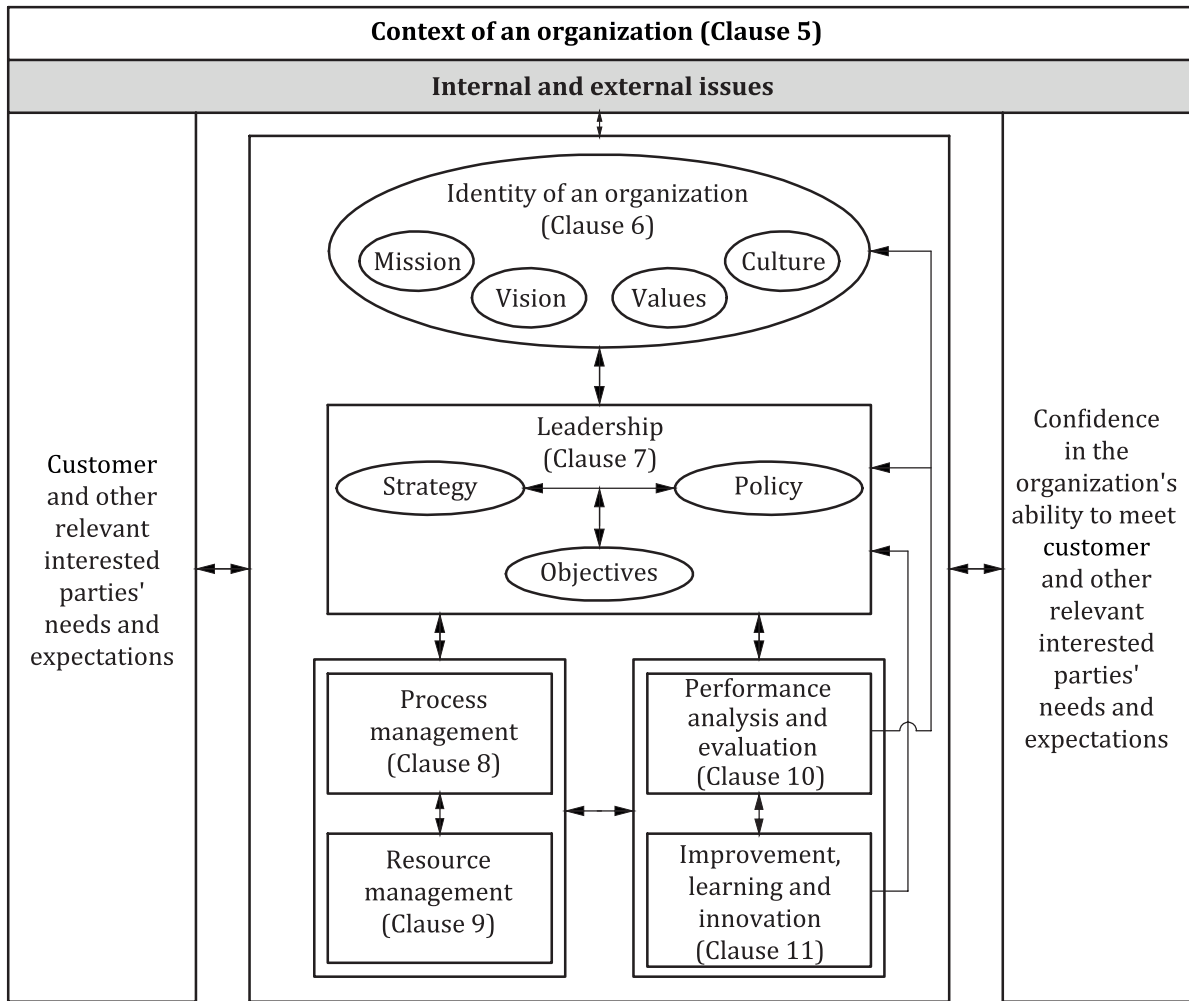 Context of an organization (Clause 5)
Internal and external issues
Customer
and other
relevant
interested
parties'
needs and
expectations
Identity of an organization
(Clause 6)
Mission
Vision
Values
Culture
Leadership
(Clause 7)
Strategy
Policy
Objectives
Process
management
(Clause 8)
Resource
management
(Clause 9)
Performance
analysis and
evaluation
(Clause 10)
Improvement,
learning and
innovation
(Clause 11)
Confidence
in the
organization's
ability to meet
customer
and other
relevant
interested
parties'
needs and
expectations